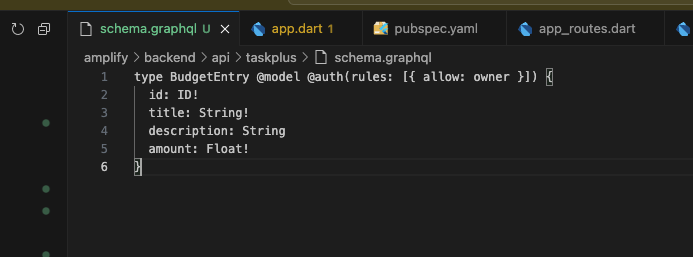 schema.graphql U
app.dart 1
pubspec.yaml
app_routes.dart
amplify > backend > api > taskplus > schema.graphql
1 type BudgetEntry @model @auth(rules: [{ allow: owner }]) {
2 id: ID!
3 title: String!
4 description: String
5 amount: Float!
6 }